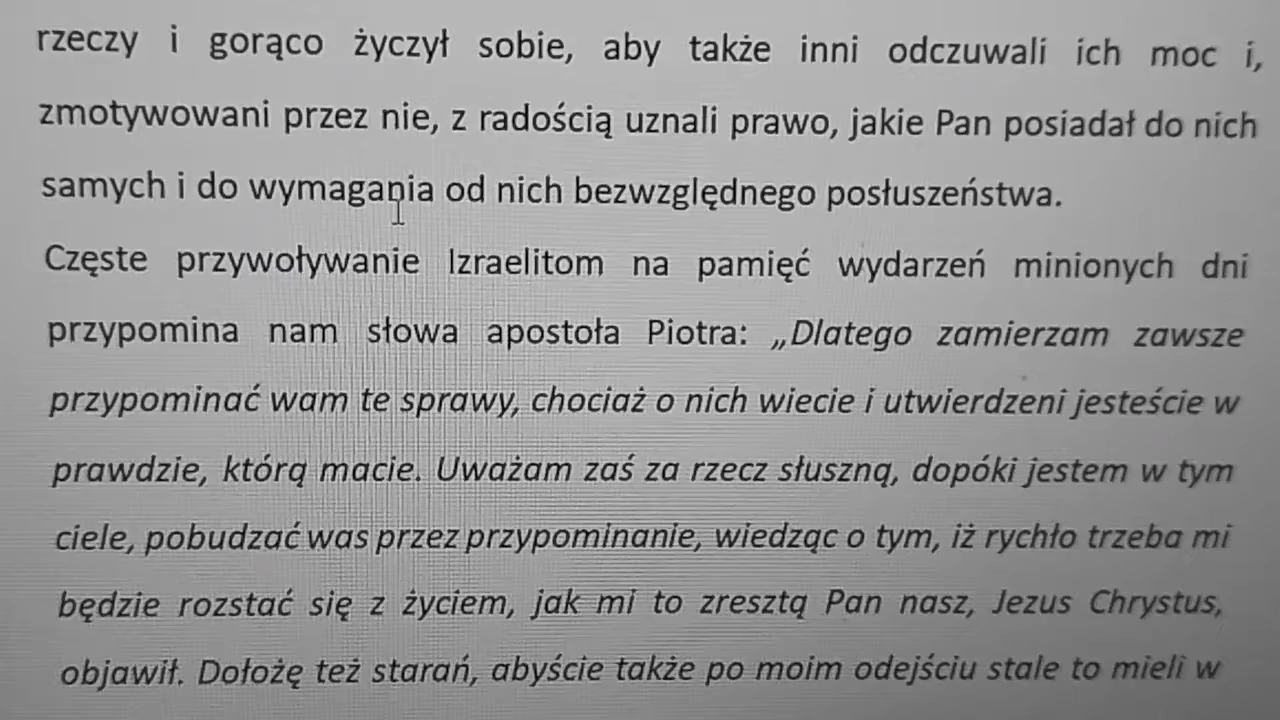 rzeczy i gorąco życzył sobie, aby także inni odczuwali ich moc i,
zmotywowani przez nie, z radością uznali prawo, jakie Pan posiadał do nich
samych i do wymagania od nich bezwzględnego posłuszeństwa.
Częste przywoływanie Izraelitom na pamięć wydarzeń minionych dni
przypomina nam słowa apostoła Piotra: „Dlatego zamierzam zawsze
przypominać wam te sprawy, chociaż o nich wiecie i utwierdzeni jesteście w
prawdzie, którą macie. Uważam zaś za rzecz słuszną, dopóki jestem w tym
ciele, pobudzać was przez przypominanie, wiedząc o tym, iż rychło trzeba mi
będzie rozstać się z życiem, jak mi to zresztą Pan nasz, Jezus Chrystus,
objawił. Dołożę też starań, abyście także po moim odejściu stale to mieli w